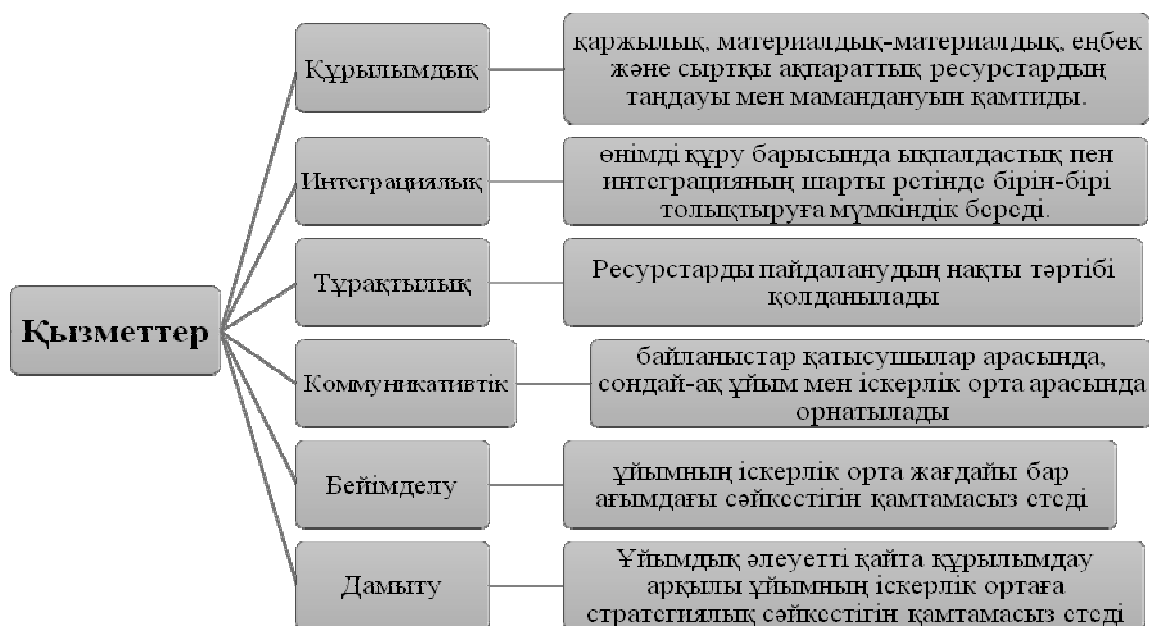 Құрылымдық
қаржылық, материалдық-материалдық, еңбек
және сыртқы ақпараттық ресурстардың
таңдауы мен мамандануын қамтиды.
Интеграциялық
өнімді құру барысында ықпалдастық пен
интеграцияның шарты ретінде бірін-бірі
толықтыруға мүмкіндік береді.
Тұрақтылық
Ресурстарды пайдаланудың нақты тәртібі
қолданылады
Қызметтер
Коммуникативтік
байланыстар қатысушылар арасында,
сондай-ақ ұйым мен іскерлік орта арасында
орнатылады
Бейімделу
ұйымның іскерлік орта жағдайы бар
ағымдағы сәйкестігін қамтамасыз етеді
Дамыту
Ұйымдық әлеуетті қайта құрылымдау
арқылы ұйымның іскерлік ортаға
стратегиялық сәйкестігін қамтамасыз етеді